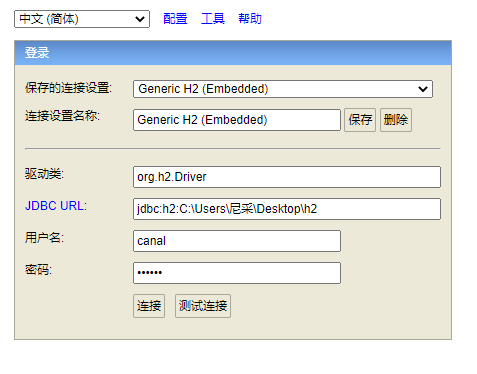 中文 (简体) 配置 工具 帮助
登录
保存的连接设置: Generic H2 (Embedded)
连接设置名称: Generic H2 (Embedded) 保存 删除
驱动类: org.h2.Driver
JDBC URL: jdbc:h2:C:\Users\尼采\Desktop\h2
用户名: canal
密码: ••••••
连接 测试连接